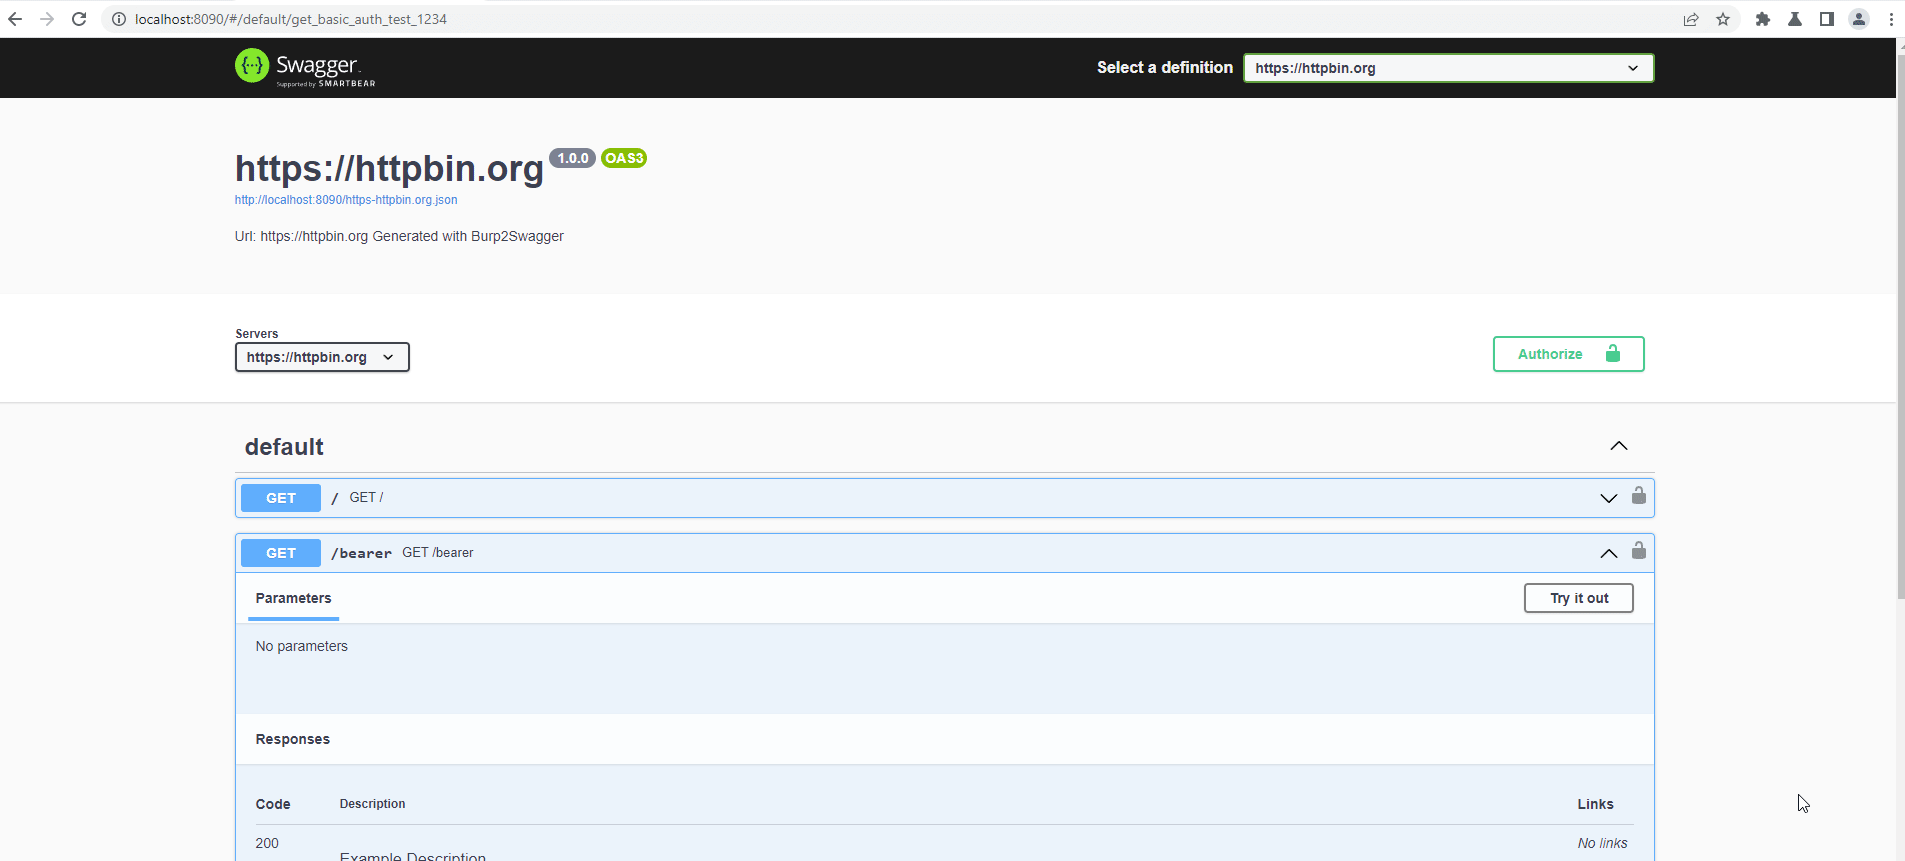 localhost:8090/#/default/get_basic_auth_test_1234
Swagger
Supported by SMARTBEAR
Select a definition
https://httpbin.org
https://httpbin.org 1.0.0 OAS3
http://localhost:8090/https-httpbin.org.json
Url: https://httpbin.org Generated with Burp2Swagger
Servers
https://httpbin.org
Authorize
default
GET / GET /
GET /bearer GET /bearer
Parameters
Try it out
No parameters
Responses
Code Description Links
200 No links
Example Description